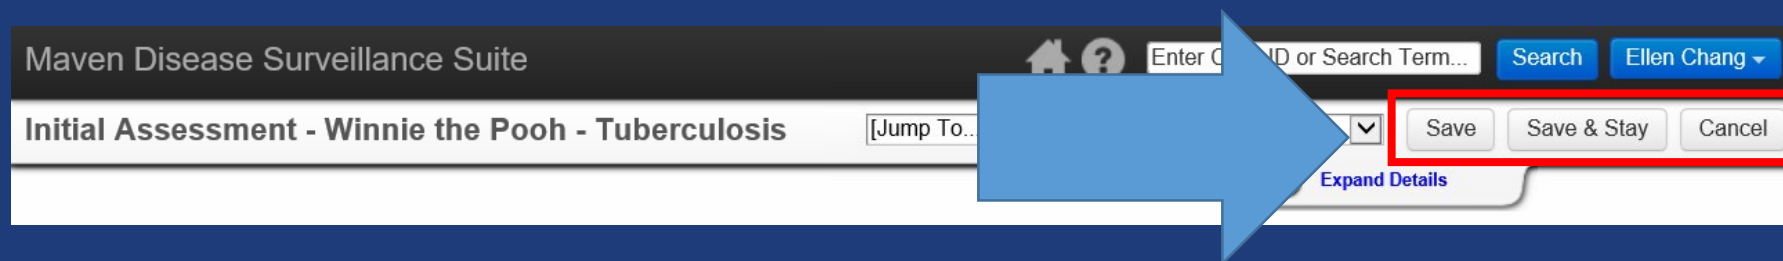 Maven Disease Surveillance Suite
? Enter C D or Search Term... Search Ellen Chang
Initial Assessment - Winnie the Pooh - Tuberculosis [Jump To... Save Save & Stay Cancel
Expand Details